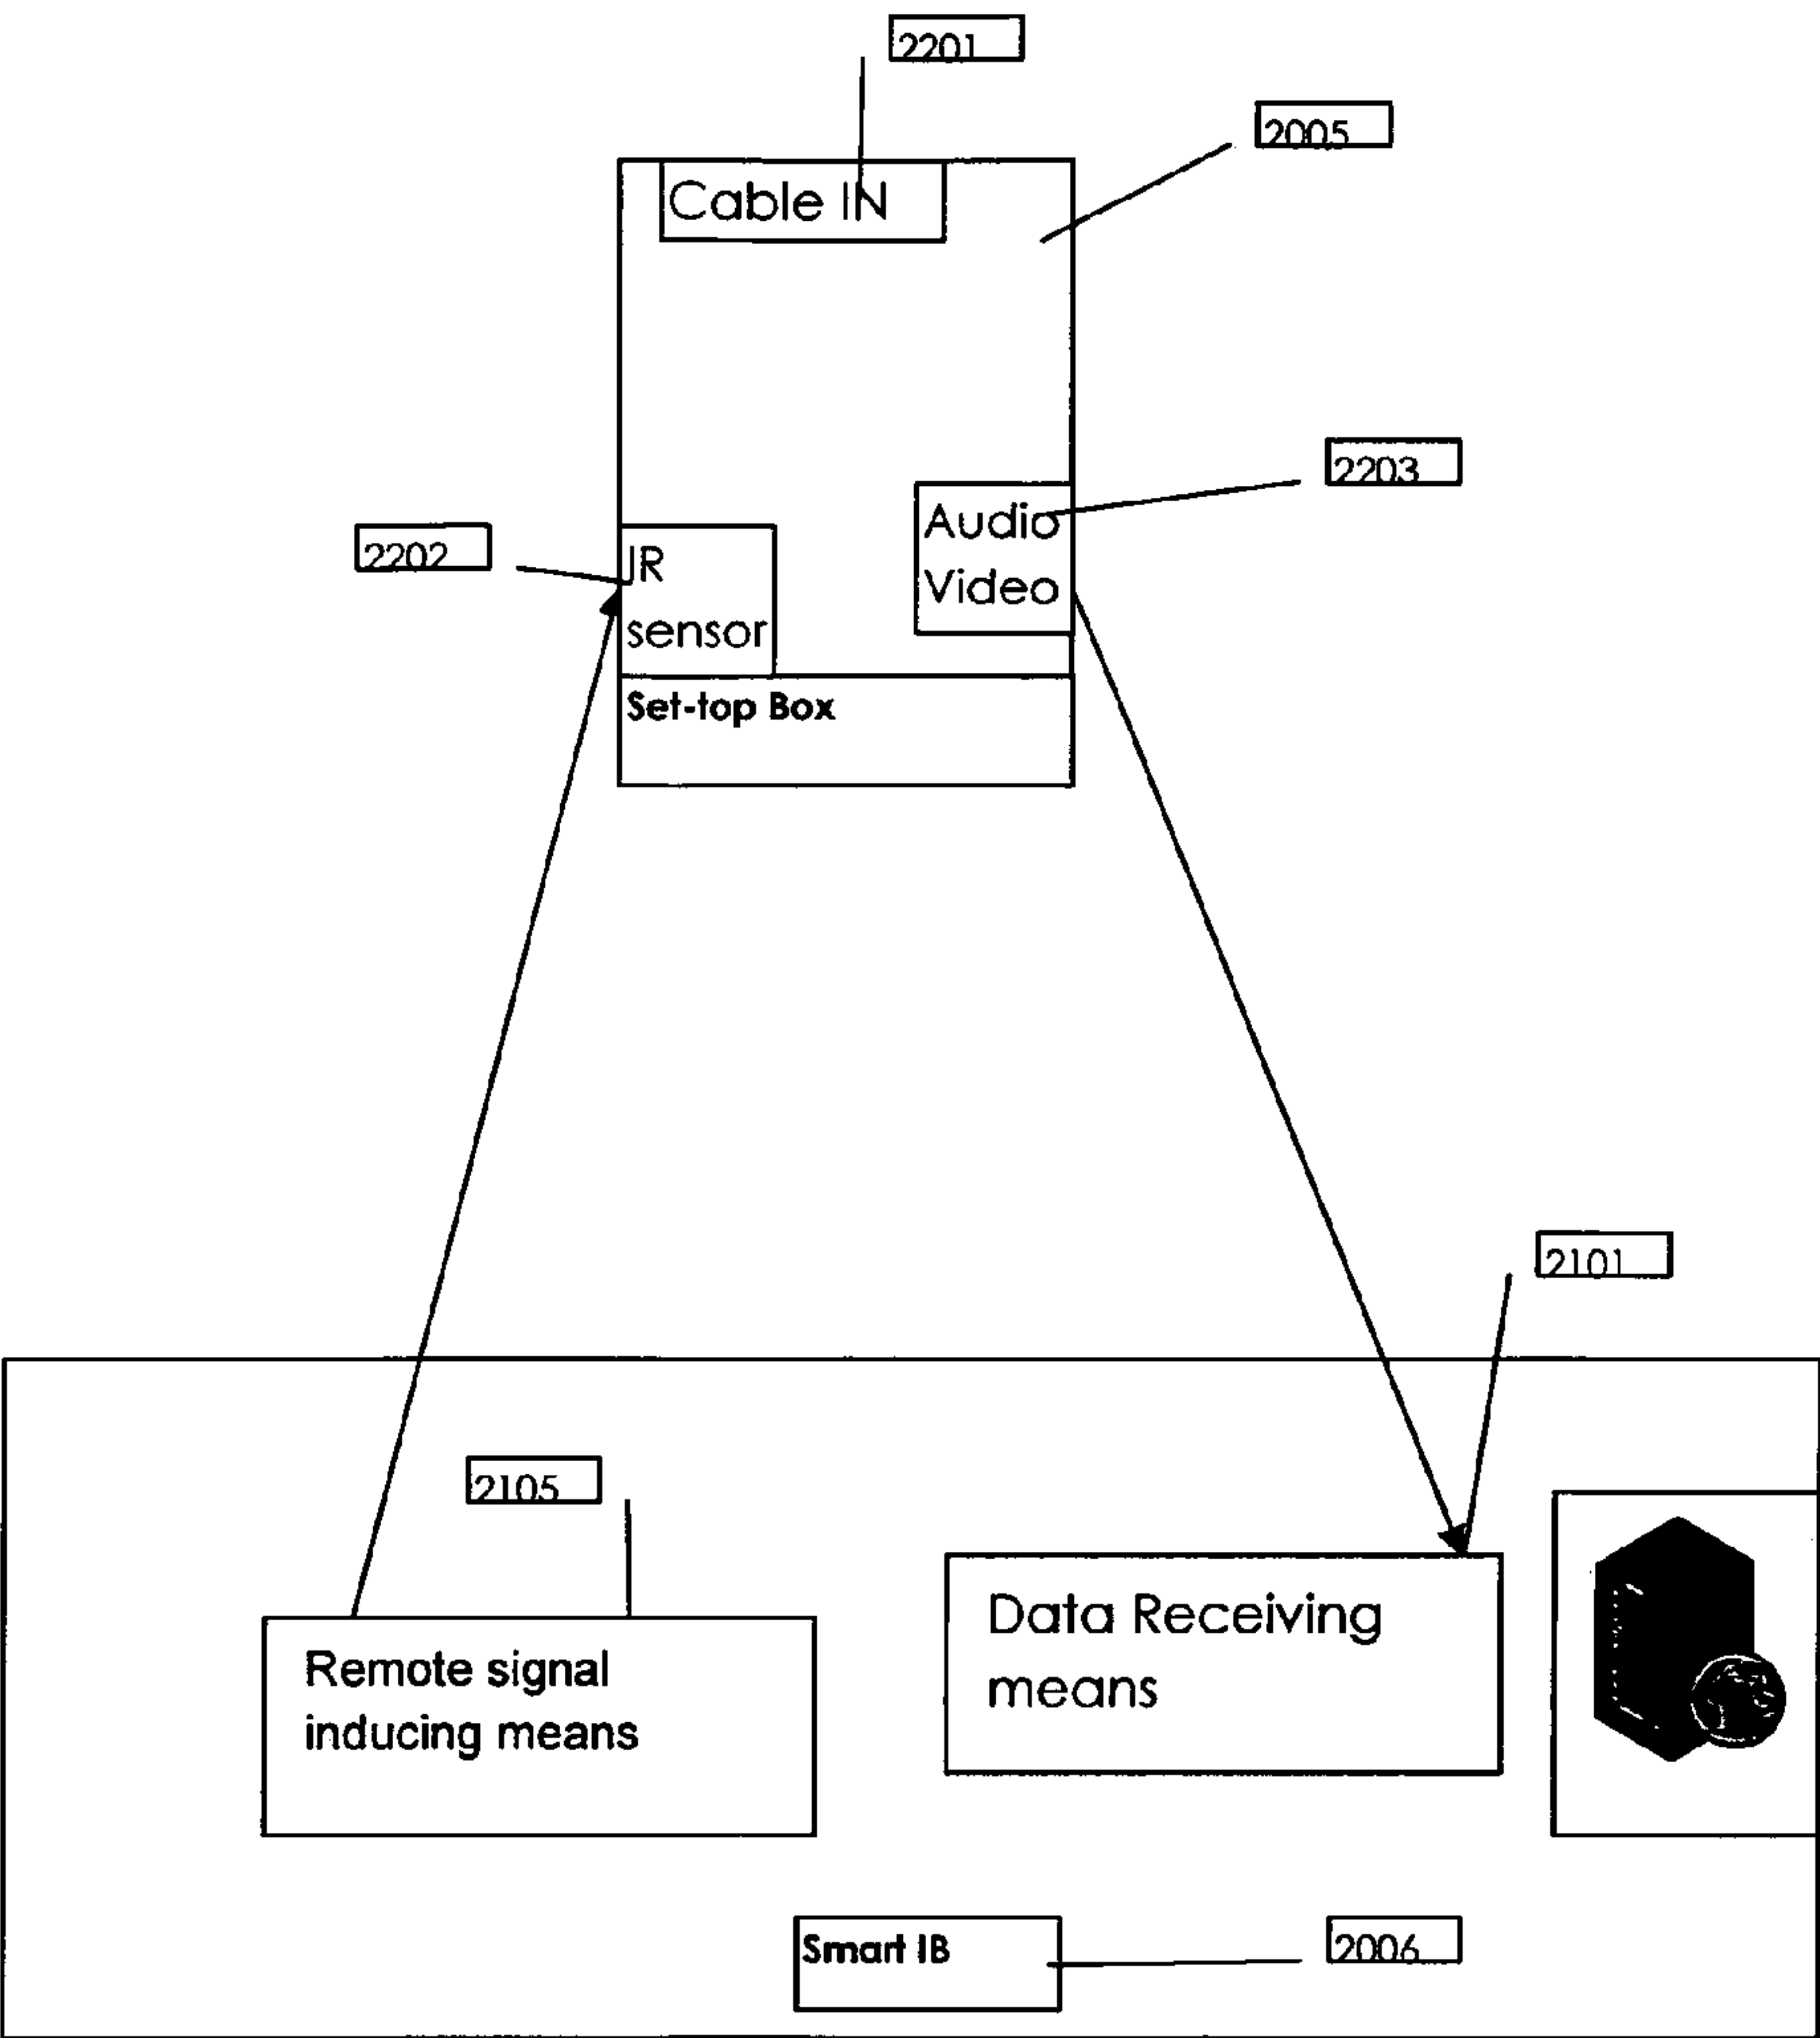 2201
2005
Cable IN
2203
Audio
Video
2202
IR
sensor
Set-top Box
2101
2105
Data Receiving
means
Remote signal
inducing means
Smart IB
2006